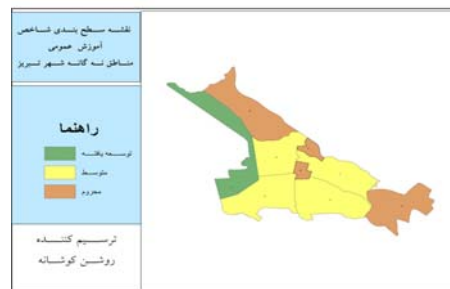 نقشه سطح بندی شاخص
آموزش عمومی
مناطق نه گانه شهر تبریز
راهنما
توسعه یافته
متوسط
محروم
ترسیم کننده
روشن کوشانه